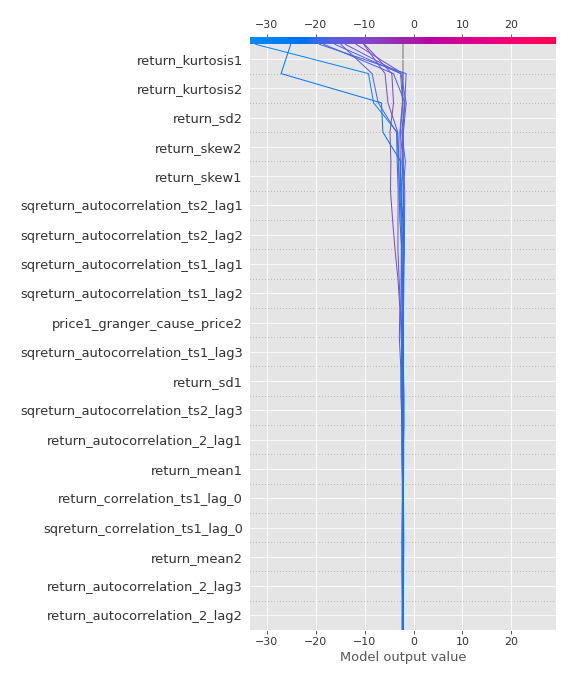 −30 −20 −10 0 10 20
return_kurtosis1
return_kurtosis2
return_sd2
return_skew2
return_skew1
sqreturn_autocorrelation_ts2_lag1
sqreturn_autocorrelation_ts2_lag2
sqreturn_autocorrelation_ts1_lag1
sqreturn_autocorrelation_ts1_lag2
price1_granger_cause_price2
sqreturn_autocorrelation_ts1_lag3
return_sd1
sqreturn_autocorrelation_ts2_lag3
return_autocorrelation_2_lag1
return_mean1
return_correlation_ts1_lag_0
sqreturn_correlation_ts1_lag_0
return_mean2
return_autocorrelation_2_lag3
return_autocorrelation_2_lag2
−30 −20 −10 0 10 20
Model output value